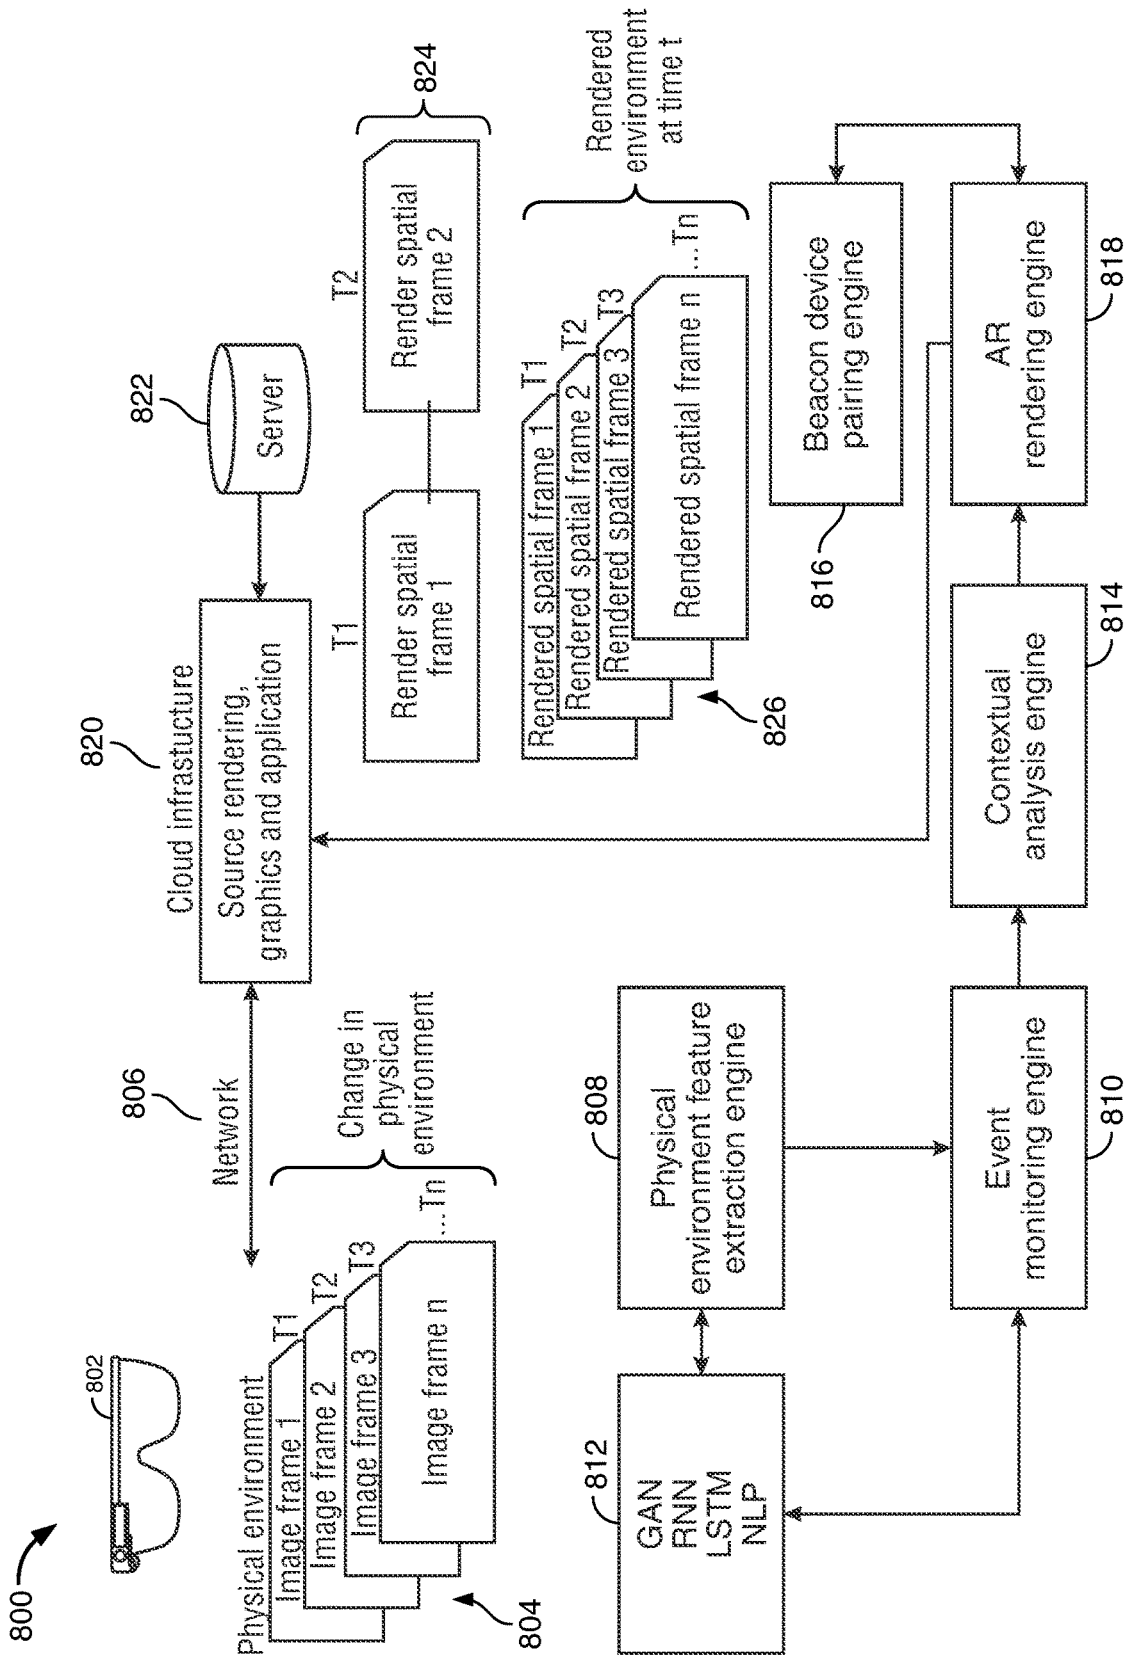 800
802
Physical environment
Image frame 1
T1
Image frame 2
T2
Image frame 3
T3
Image frame n
...Tn
804
Change in
physical
environment
Network
806
Cloud infrastucture
820
Source rendering,
graphics and application
Server
822
T1
Render spatial
frame 1
T2
Render spatial
frame 2
824
Rendered spatial frame 1
T1
Rendered spatial frame 2
T2
Rendered spatial frame 3
T3
Rendered spatial frame n
...Tn
826
Rendered
environment
at time t
812
GAN
RNN
LSTM
NLP
808
Physical
environment feature
extraction engine
816
Beacon device
pairing engine
Event
monitoring engine
810
Contextual
analysis engine
814
AR
rendering engine
818